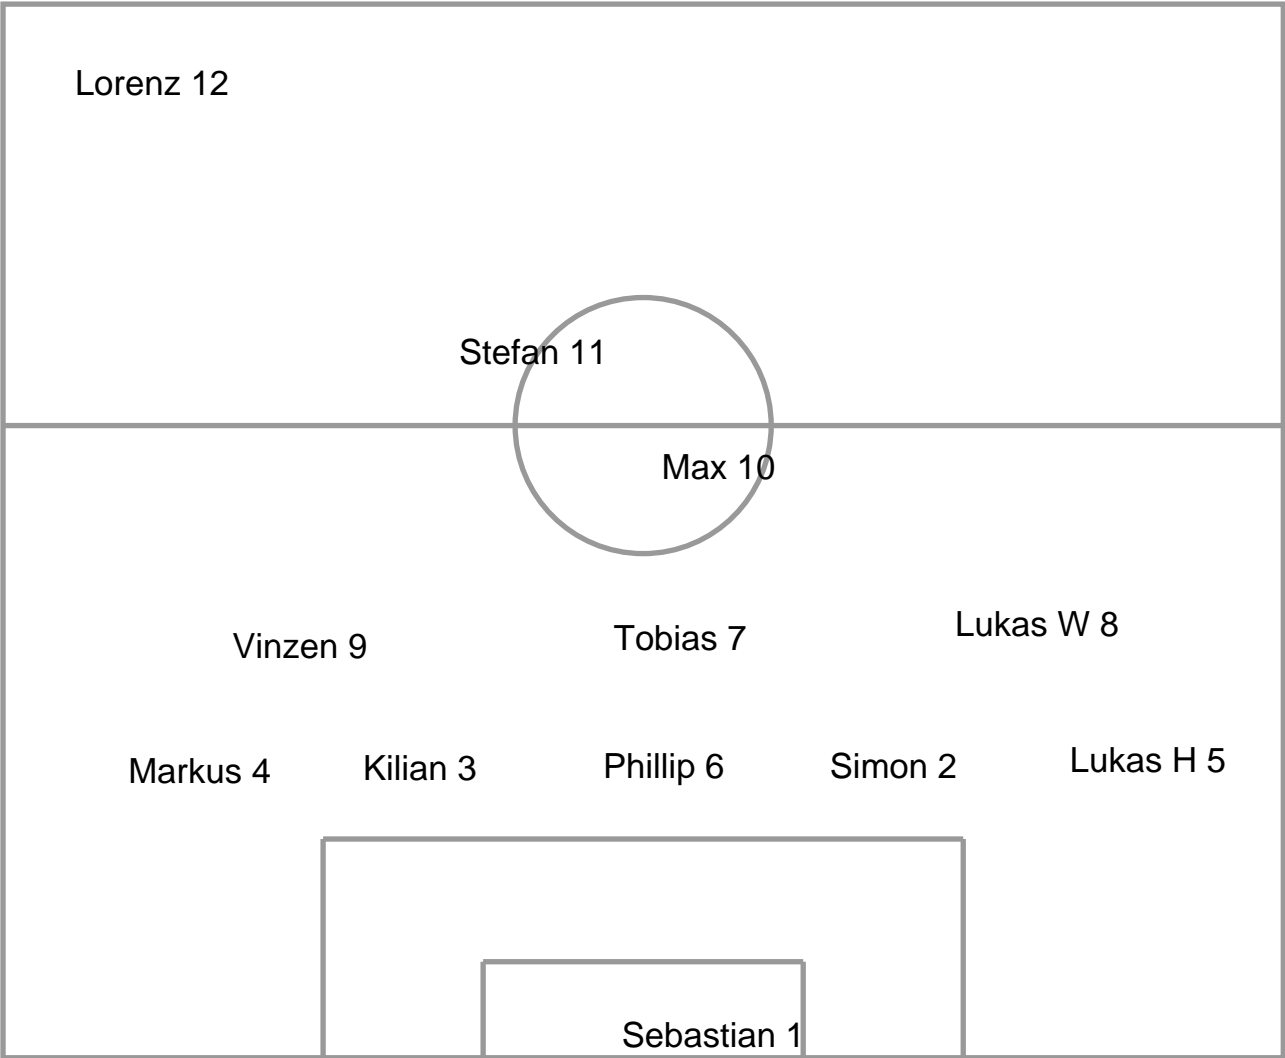 Lorenz 12
Stefan 11
Max 10
Vinzen 9
Tobias 7
Lukas W 8
Markus 4
Kilian 3
Phillip 6
Simon 2
Lukas H 5
Sebastian 1